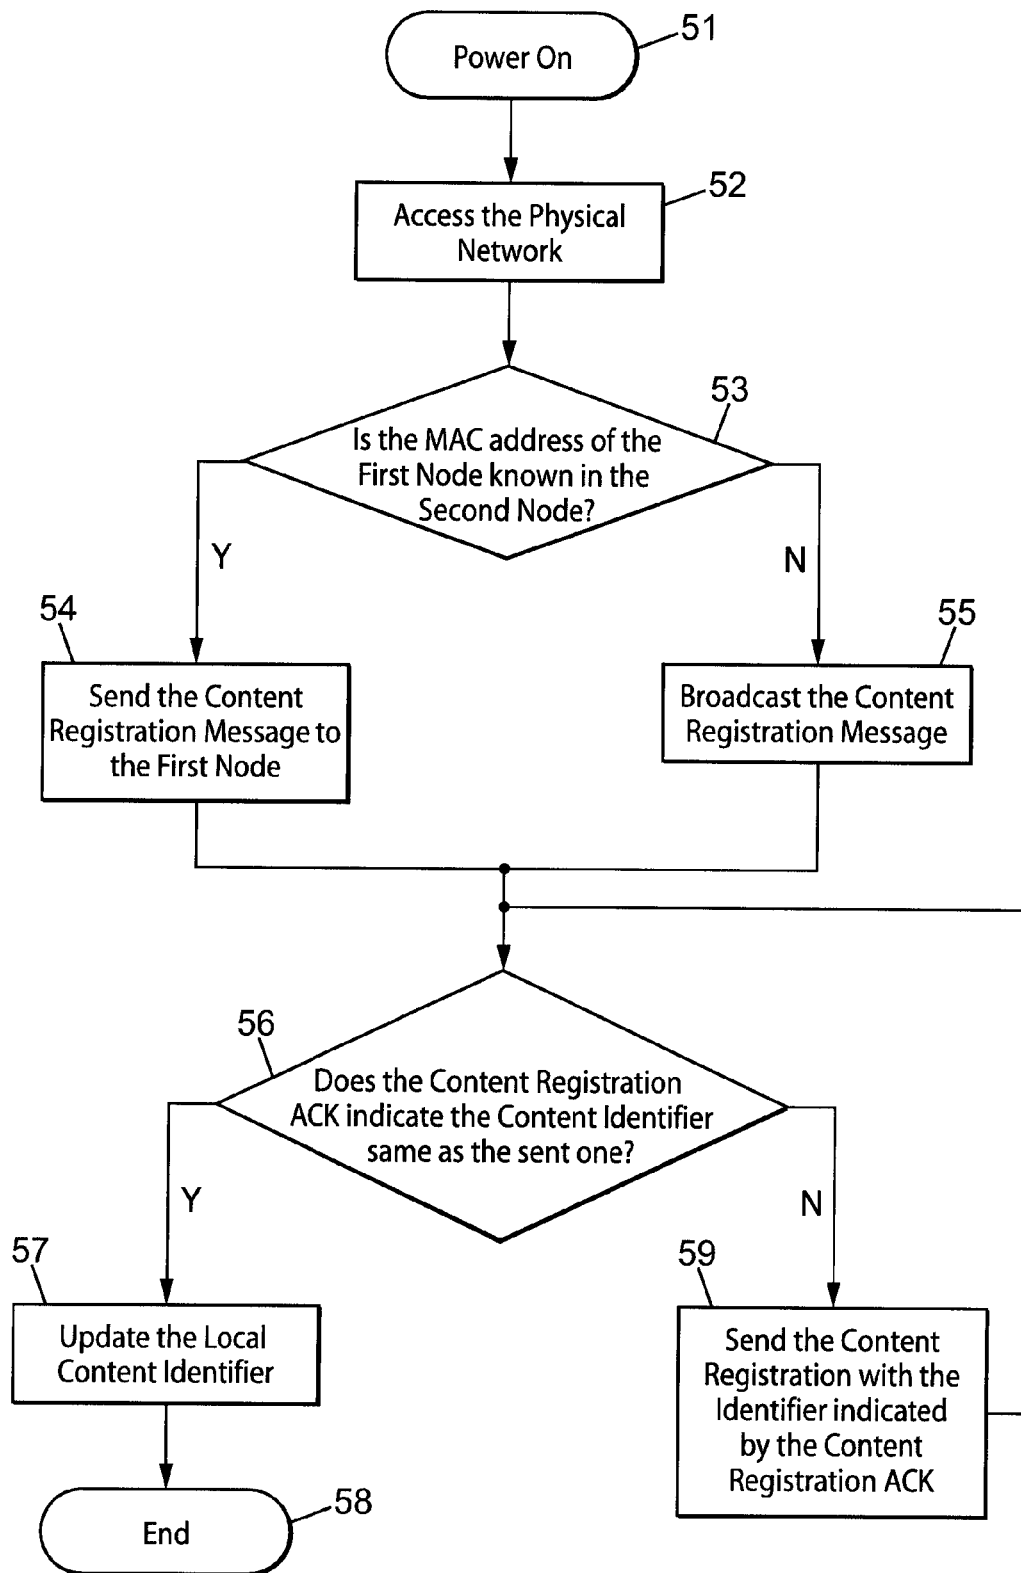 Power On
51
Access the Physical
Network
52
Is the MAC address of the
First Node known in the
Second Node?
53
Y
N
54
Send the Content
Registration Message to
the First Node
55
Broadcast the Content
Registration Message
56
Does the Content Registration
ACK indicate the Content Identifier
same as the sent one?
Y
N
57
Update the Local
Content Identifier
59
Send the Content
Registration with the
Identifier indicated
by the Content
Registration ACK
End
58